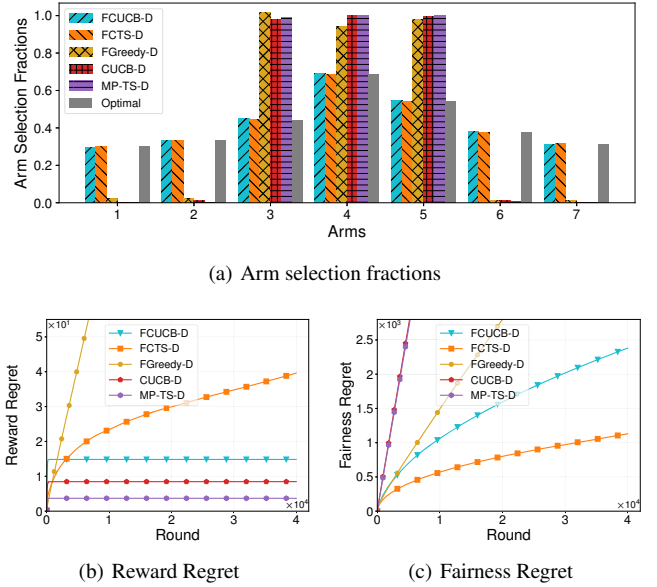 Arm Selection Fractions
1.0
0.8
0.6
0.4
0.2
0.0
FCUCB-D
FCTS-D
FGreedy-D
CUCB-D
MP-TS-D
Optimal
1 2 3 4 5 6 7
Arms
(a) Arm selection fractions
×10¹
Reward Regret
5
4
3
2
1
0
FCUCB-D
FCTS-D
FGreedy-D
CUCB-D
MP-TS-D
0 1 2 3 4
×10⁴
Round
(b) Reward Regret
×10³
Fairness Regret
2.5
2
1.5
1
0.5
0
FCUCB-D
FCTS-D
FGreedy-D
CUCB-D
MP-TS-D
0 1 2 3 4
×10⁴
Round
(c) Fairness Regret